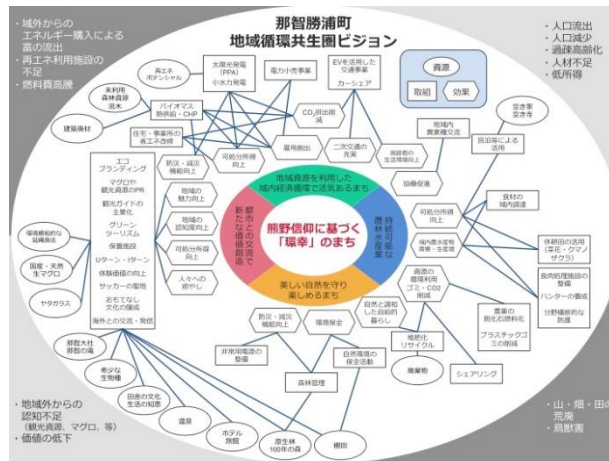 那智勝浦町
地域循環共生圏ビジョン
・域外からの
エネルギー購入による
富の流出
・再エネ利用施設の
不足
・燃料費高騰
・人口流出
・人口減少
・過疎高齢化
・人材不足
・低所得
資源
取組
効果
再エネ
ポテンシャル
太陽光発電
(PPA)
小水力発電
電力小売事業
EVを活用した
交通事業
カーシェア
未利用
森林資源
流木
バイオマス
熱供給・CHP
建築廃材
住宅・事業所の
省エネ改修
CO₂排出削
減
防災・減災
機能向上
可処分所得
向上
雇用創出
二次交通の
充実
高齢者の
生活環境向上
地域内
異業種交流
協働促進
空き家
空き寺
民泊等による
活用
エコ
ブランディング
マグロや
観光資源のPR
観光ガイドの
主業化
グリーン
ツーリズム
保養施設
Uターン・Iターン
体験価値の向上
サッカーの聖地
おもてなし
文化の醸成
海外との交流・発信
地域の
魅力向上
地域の
認知度向上
可処分所得
向上
人々への
癒やし
国産・天然
生マグロ
ヤタガラス
地域資源を利用した
域内経済循環で活気あるまち
都市との交流で
新たな価値創造
熊野信仰に基づく
「環幸」のまち
持続可能な
農林水産業
美しい自然を守り
楽しめるまち
可処分所得
向上
食材の
域内調達
域内農水産物
消費・生産増
休耕田の活用
(菜花・クマノ
ザクラ)
食肉処理施設の整備
ハンターの養成
分野横断的な
防護
資源の
循環利用
ゴミ・CO2
削減
農業の
脱化石燃料化
プラスチックゴ
ミの削減
自然と調和
した自給的
暮らし
堆肥化
リサイクル
廃棄物
シェアリング
防災・減災
機能向上
環境保全
非常用電源の
整備
自然環境の
保全活動
森林管理
那智大社
那智の滝
希少な
生物種
田舎の文化
生活の知恵
温泉
ホテル
旅館
原生林
100年の森
棚田
・地域外からの
認知不足
(観光資源、マグロ、等)
・価値の低下
・山・畑・田の
荒廃
・鳥獣害